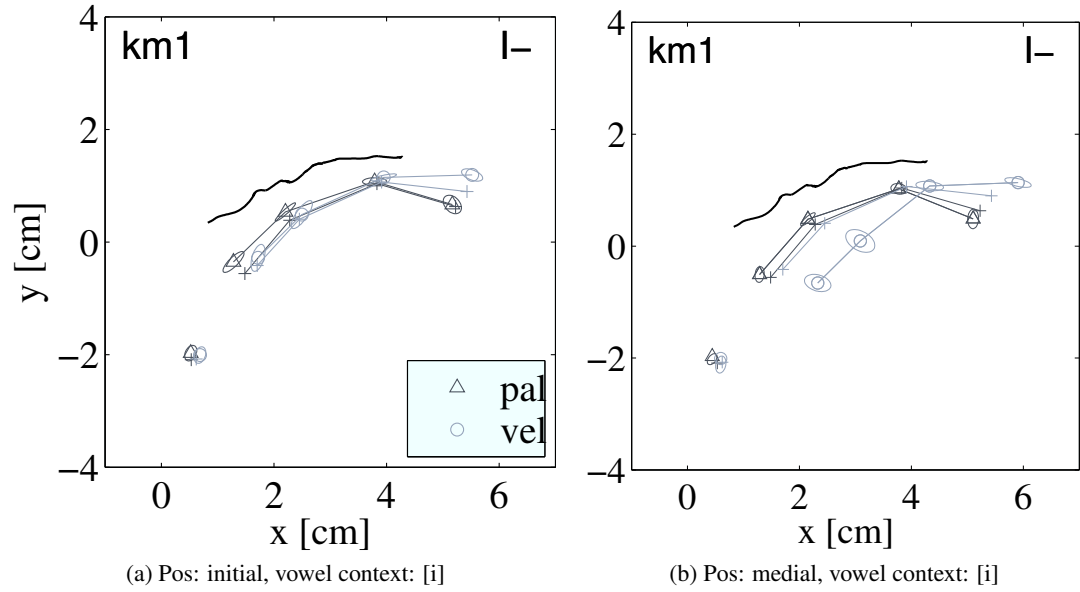 km1
I–
4
2
0
−2
−4
y [cm]
0 2 4 6
x [cm]
pal
vel
(a) Pos: initial, vowel context: [i]
km1
I–
4
2
0
−2
−4
0 2 4 6
x [cm]
(b) Pos: medial, vowel context: [i]